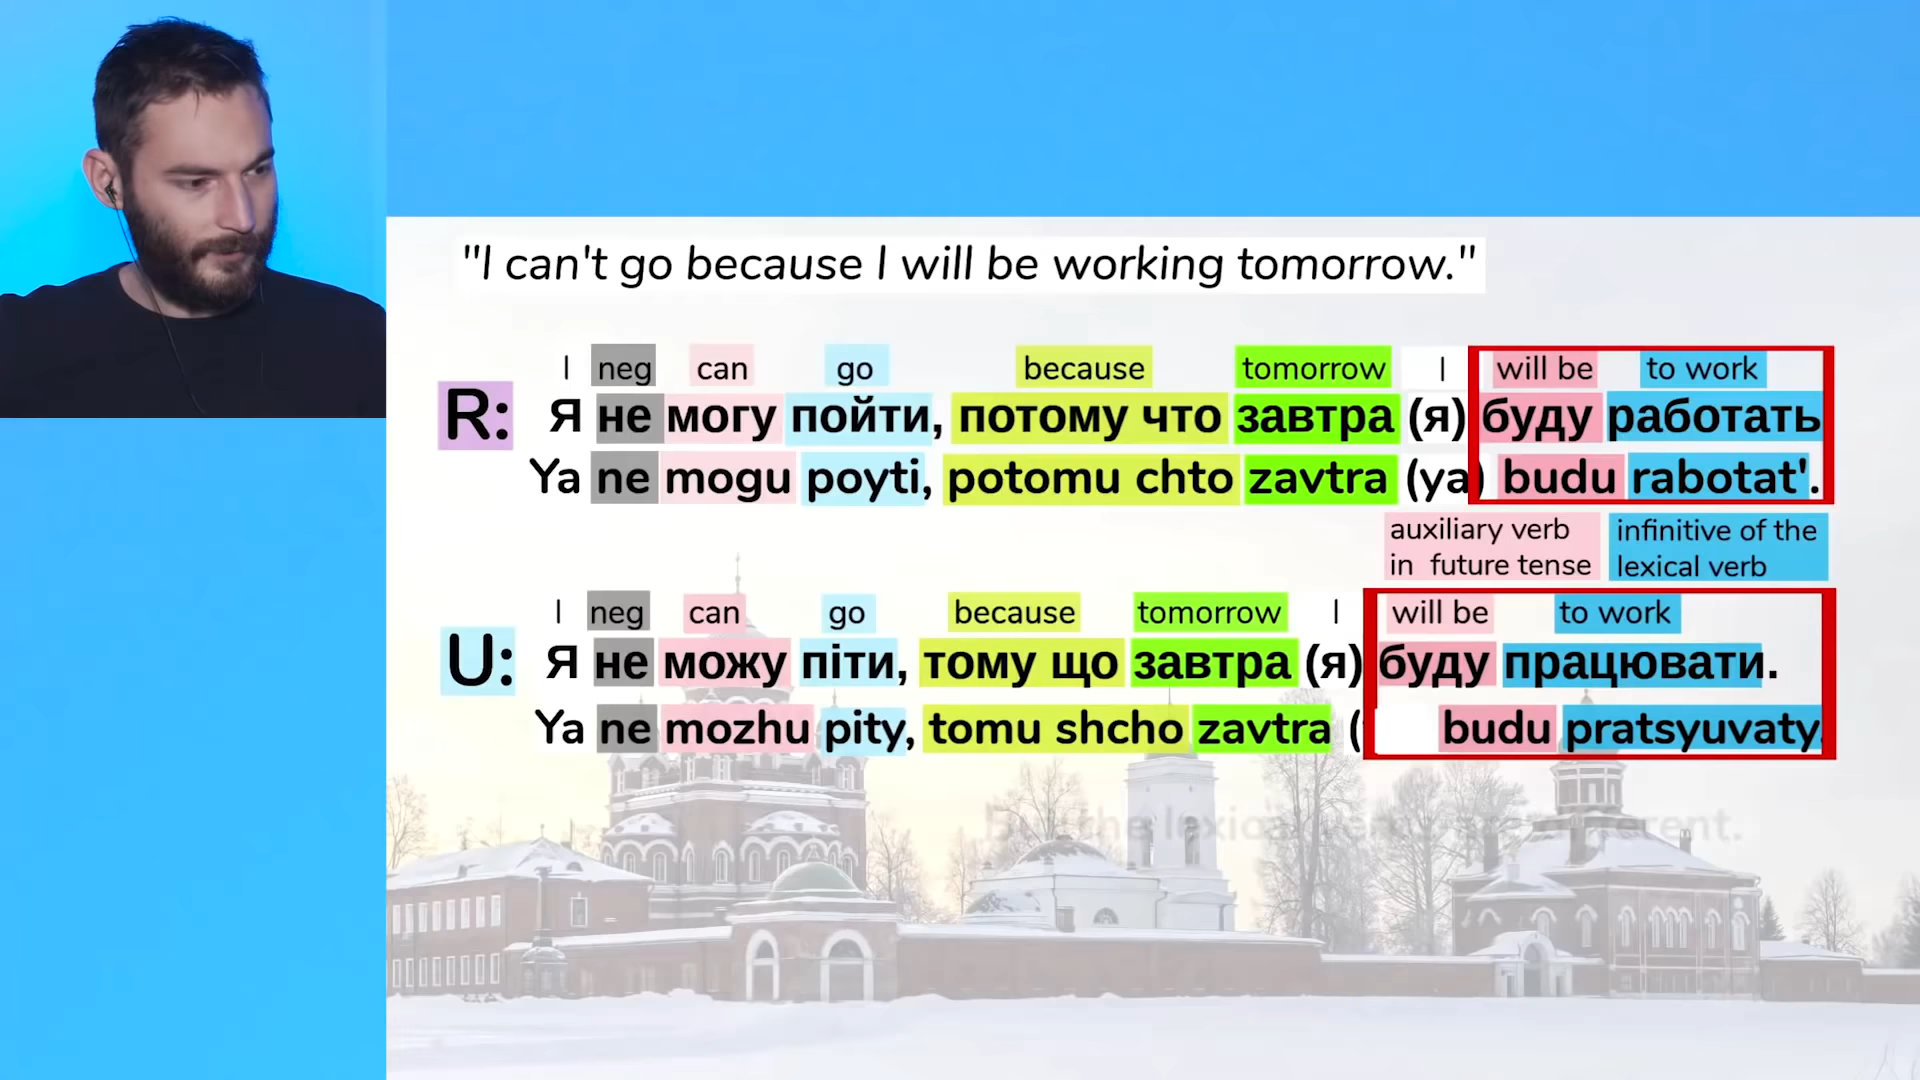 "I can't go because I will be working tomorrow."
I neg can go because tomorrow I will be to work
R: Я не могу пойти, потому что завтра (я) буду работать
Ya ne mogu poyti, potomu chto zavtra (ya) budu rabotat'.
auxiliary verb in future tense
infinitive of the lexical verb
I neg can go because tomorrow I will be to work
U: Я не можу піти, тому що завтра (я) буду працювати.
Ya ne mozhu pity, tomu shcho zavtra ( budu pratsyuvaty.